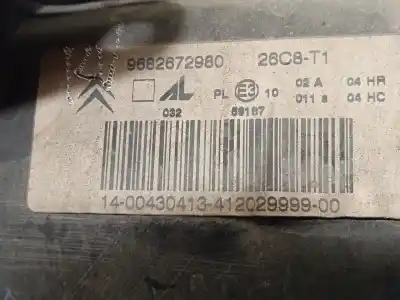 9682672980 26C8-T1
AL PL E3 10 02 A 04 HR
032 59187 011 a 04 HC
14-00430413-412029999-00